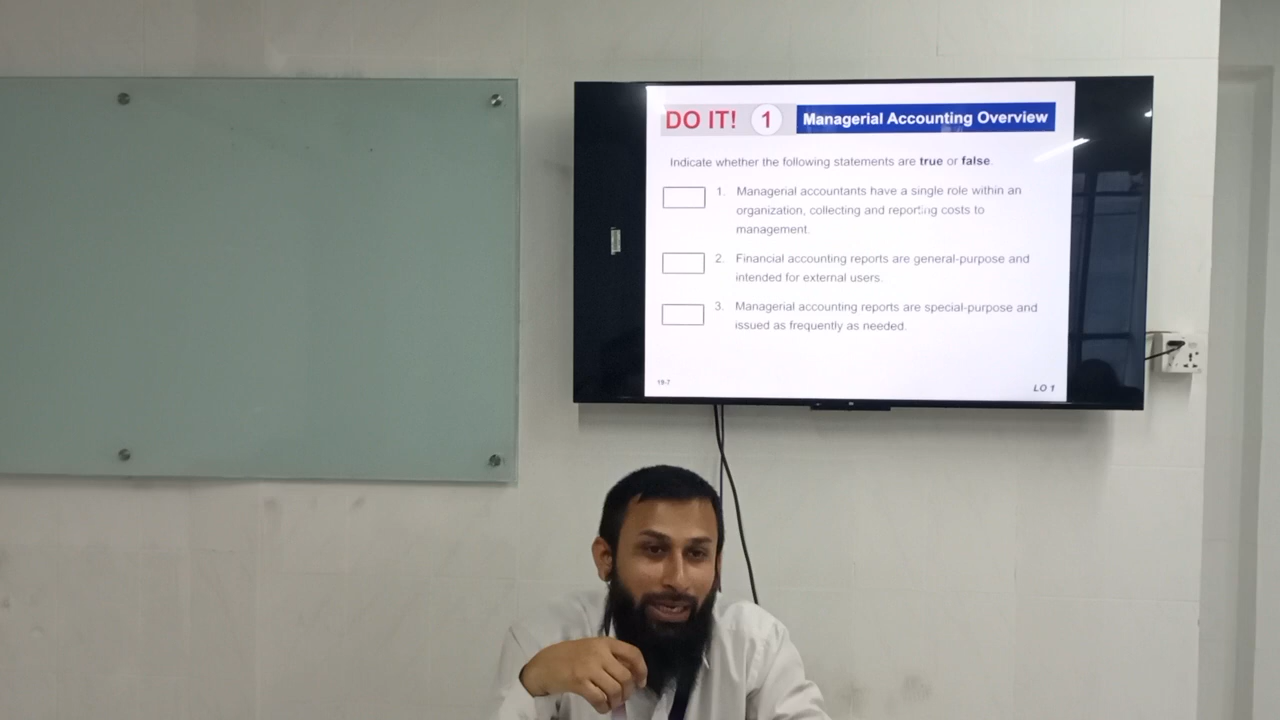 DO IT! 1 Managerial Accounting Overview
Indicate whether the following statements are true or false.
1. Managerial accountants have a single role within an
organization, collecting and reporting costs to
management.
2. Financial accounting reports are general-purpose and
intended for external users.
3. Managerial accounting reports are special-purpose and
issued as frequently as needed.
19-7 LO 1